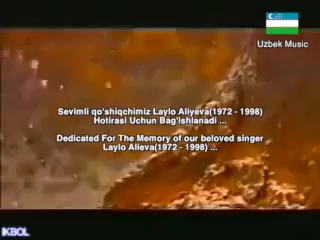 Uzbek Music
Sevimli qo'shiqchimiz Laylo Aliyeva(1972 - 1998)
Hotirasi Uchun Bag'ishlanadi ...
Dedicated For The Memory of our beloved singer
Laylo Alieva(1972 - 1998) ...
IKBOL